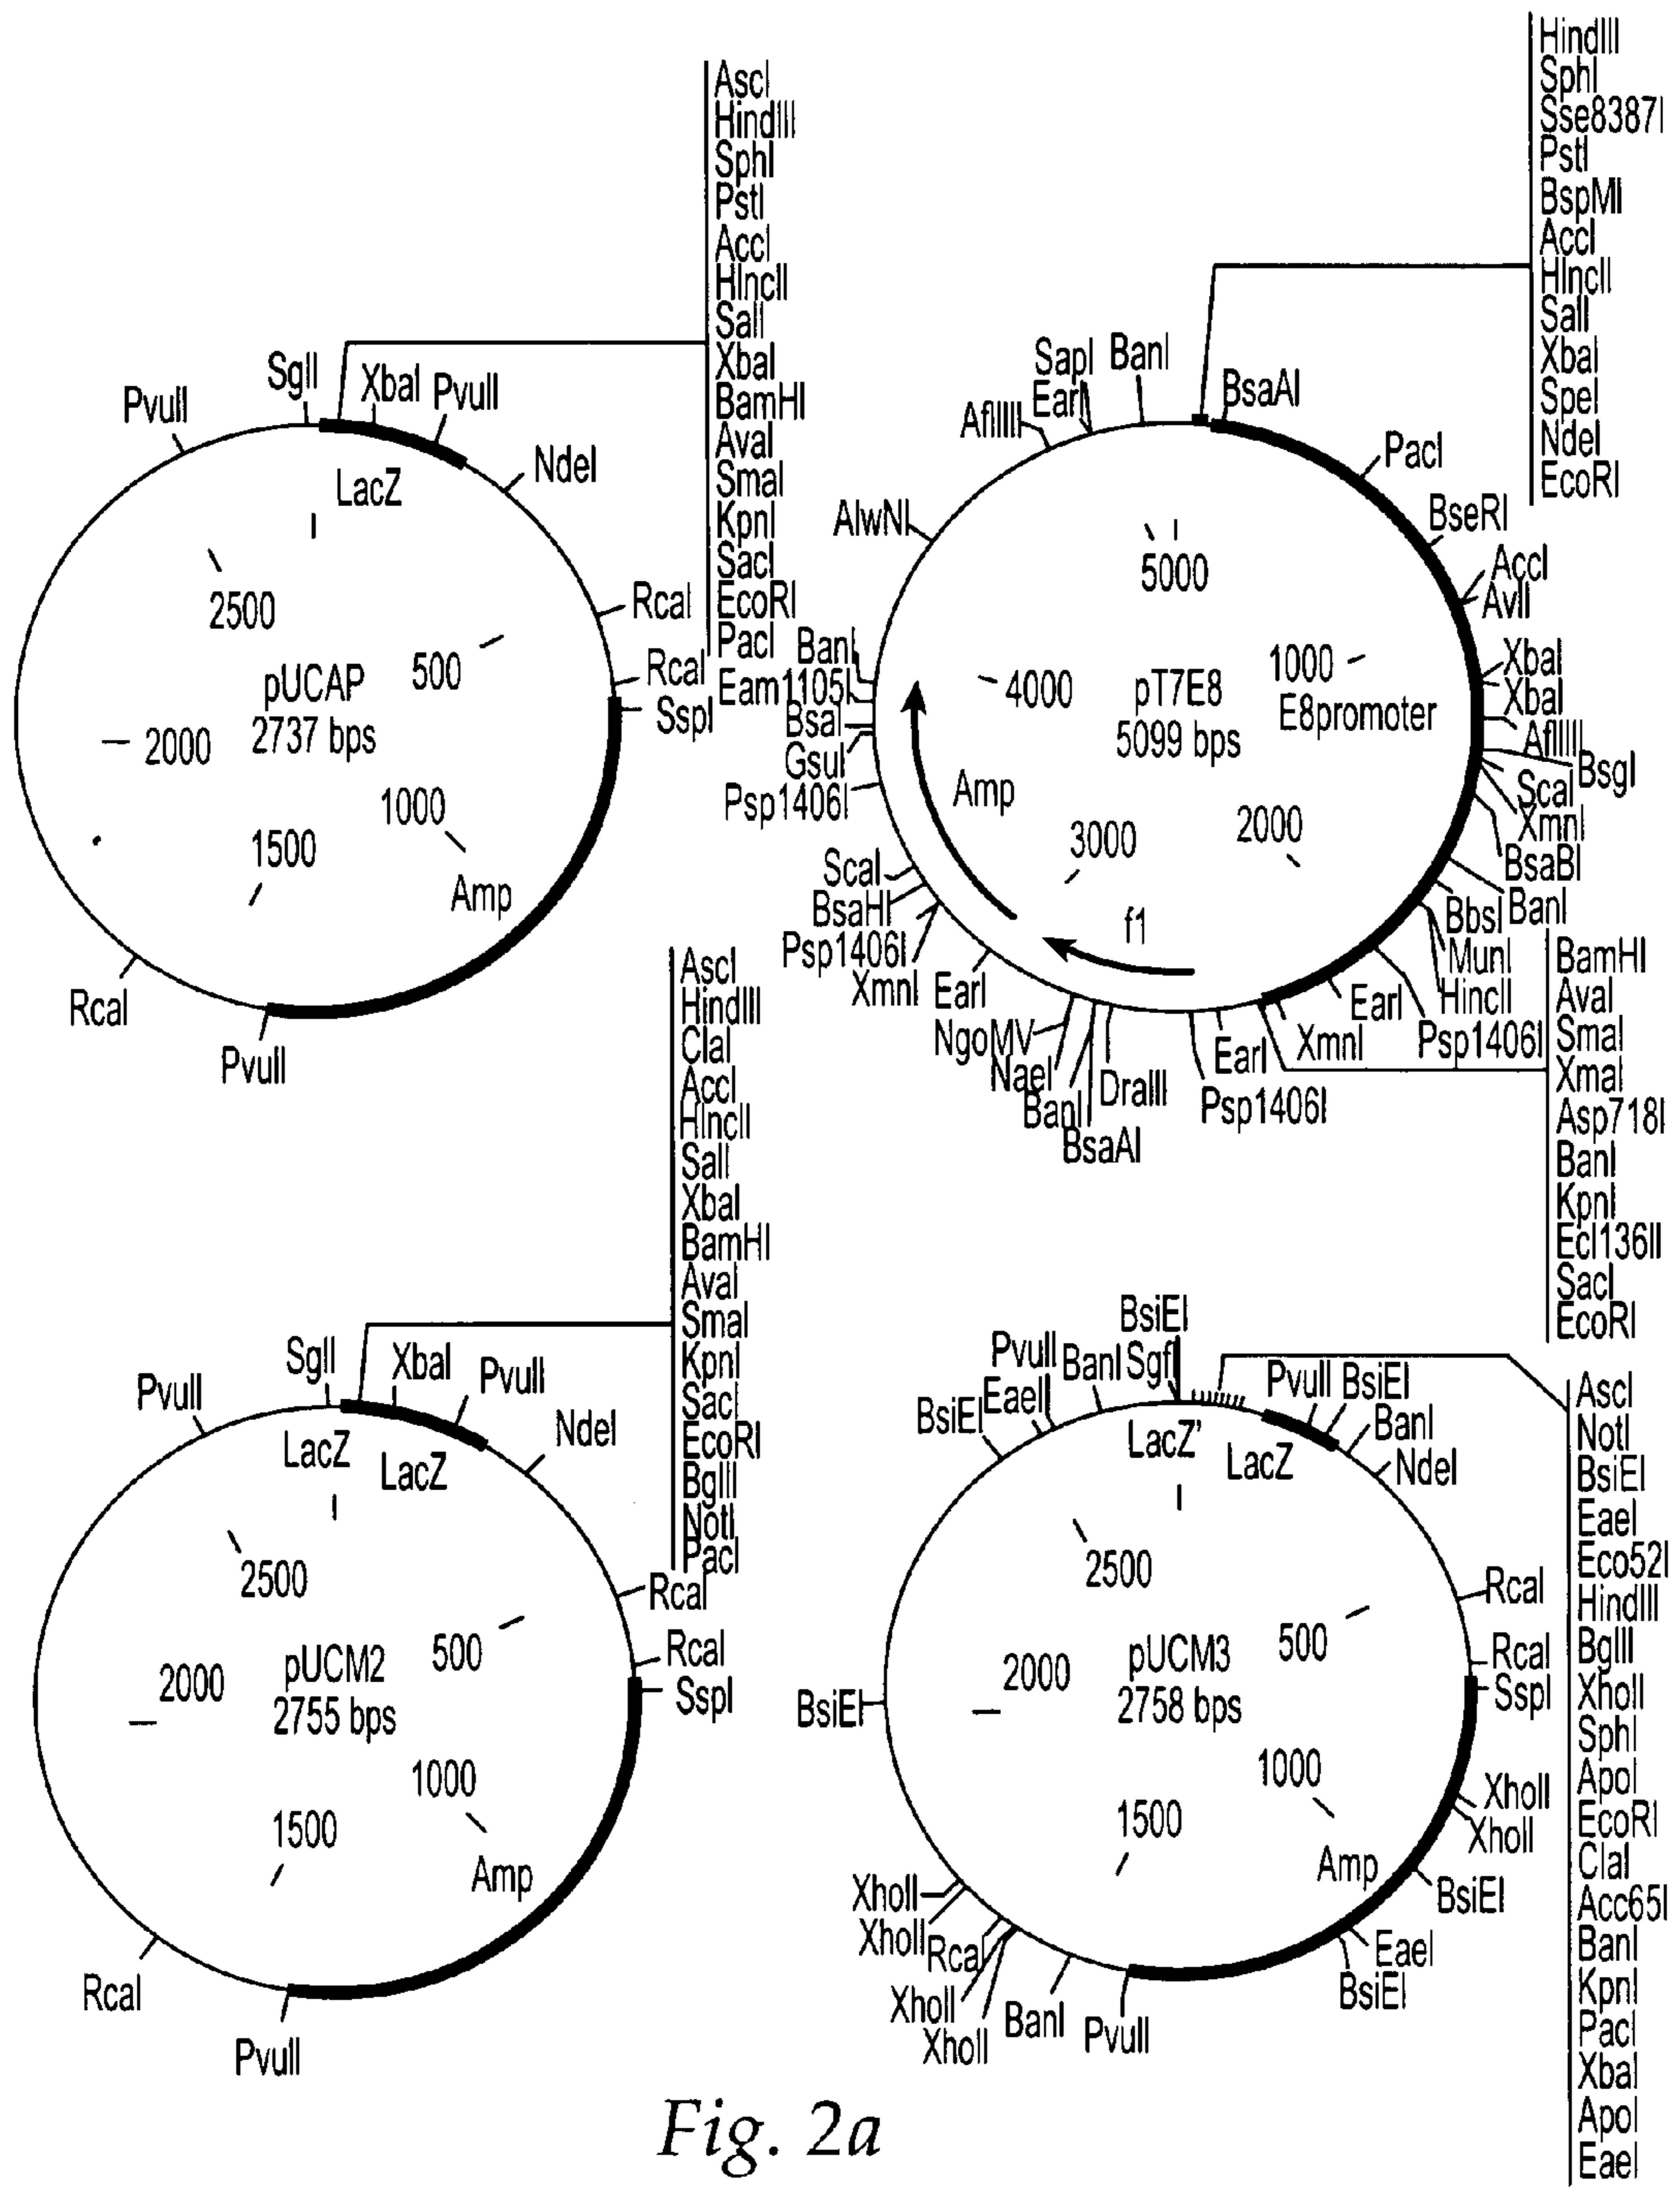 AscI
HindIII
SphI
PstI
AccI
HincII
SalI
XbaI
BamHI
AvaI
SmaI
KpnI
SacI
EcoRI
PacI
PvuII
SgII
XbaI
PvuII
NdeI
LacZ
RcaI
RcaI
SspI
2500
500
pUCAP
2737 bps
2000
1000
1500
Amp
RcaI
PvuII
HindIII
SphI
Sse8387I
PstI
BspMI
AccI
HincII
SalI
XbaI
SpeI
NdeI
EcoRI
SapI
EarI
BanI
AflIIII
BsaAI
PacI
AlwNI
BseRI
AccI
AvlI
5000
XbaI
XbaI
BanI
Eam1105I
BsaI
GsuI
Psp1406I
4000
pT7E8
5099 bps
1000
E8promoter
AflIIII
BsgI
ScaI
XmnI
BsaBI
BanI
Amp
3000
2000
ScaI
BsaHI
Psp1406I
XmnI
f1
BbsI
MunI
HincII
Psp1406I
EarI
XmnI
EarI
NgoMV
NaeI
BanI
BsaAI
DraIII
EarI
Psp1406I
BamHI
AvaI
SmaI
XmaI
Asp718I
BanI
KpnI
Ecl136II
SacI
EcoRI
AscI
HindIII
ClaI
AccI
HincII
SalI
XbaI
BamHI
AvaI
SmaI
KpnI
SacI
EcoRI
BglII
NotI
PacI
PvuII
SgII
XbaI
PvuII
NdeI
LacZ
LacZ
RcaI
RcaI
SspI
2500
500
pUCM2
2755 bps
2000
1000
1500
Amp
RcaI
PvuII
BsiEI
SgfI
PvuII
EaeII
BanI
BsiEI
PvuII
BsiEI
BanI
NdeI
LacZ'
LacZ
2500
RcaI
500
RcaI
SspI
pUCM3
2758 bps
2000
BsiEI
1000
1500
XhoII
XhoII
Amp
BsiEI
EaeI
BsiEI
XhoII
XhoII
RcaI
XhoII
XhoII
BanI
PvuII
AscI
NotI
BsiEI
EaeI
Eco52I
HindIII
BglII
XhoII
SphI
ApoI
EcoRI
ClaI
Acc65I
BanI
KpnI
PacI
XbaI
ApoI
EaeI
Fig. 2a